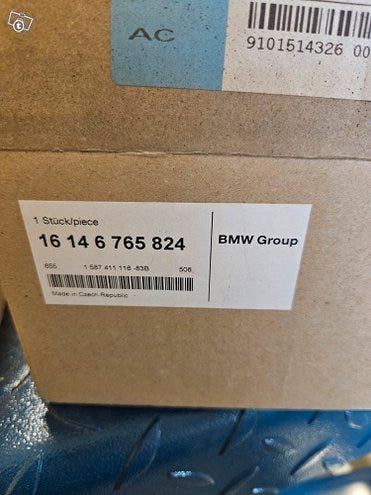 AC
9101514326 00
1 Stück/piece
16 14 6 765 824
BMW Group
655 1 587 411 116 -83B 506
Made in Czech Republic